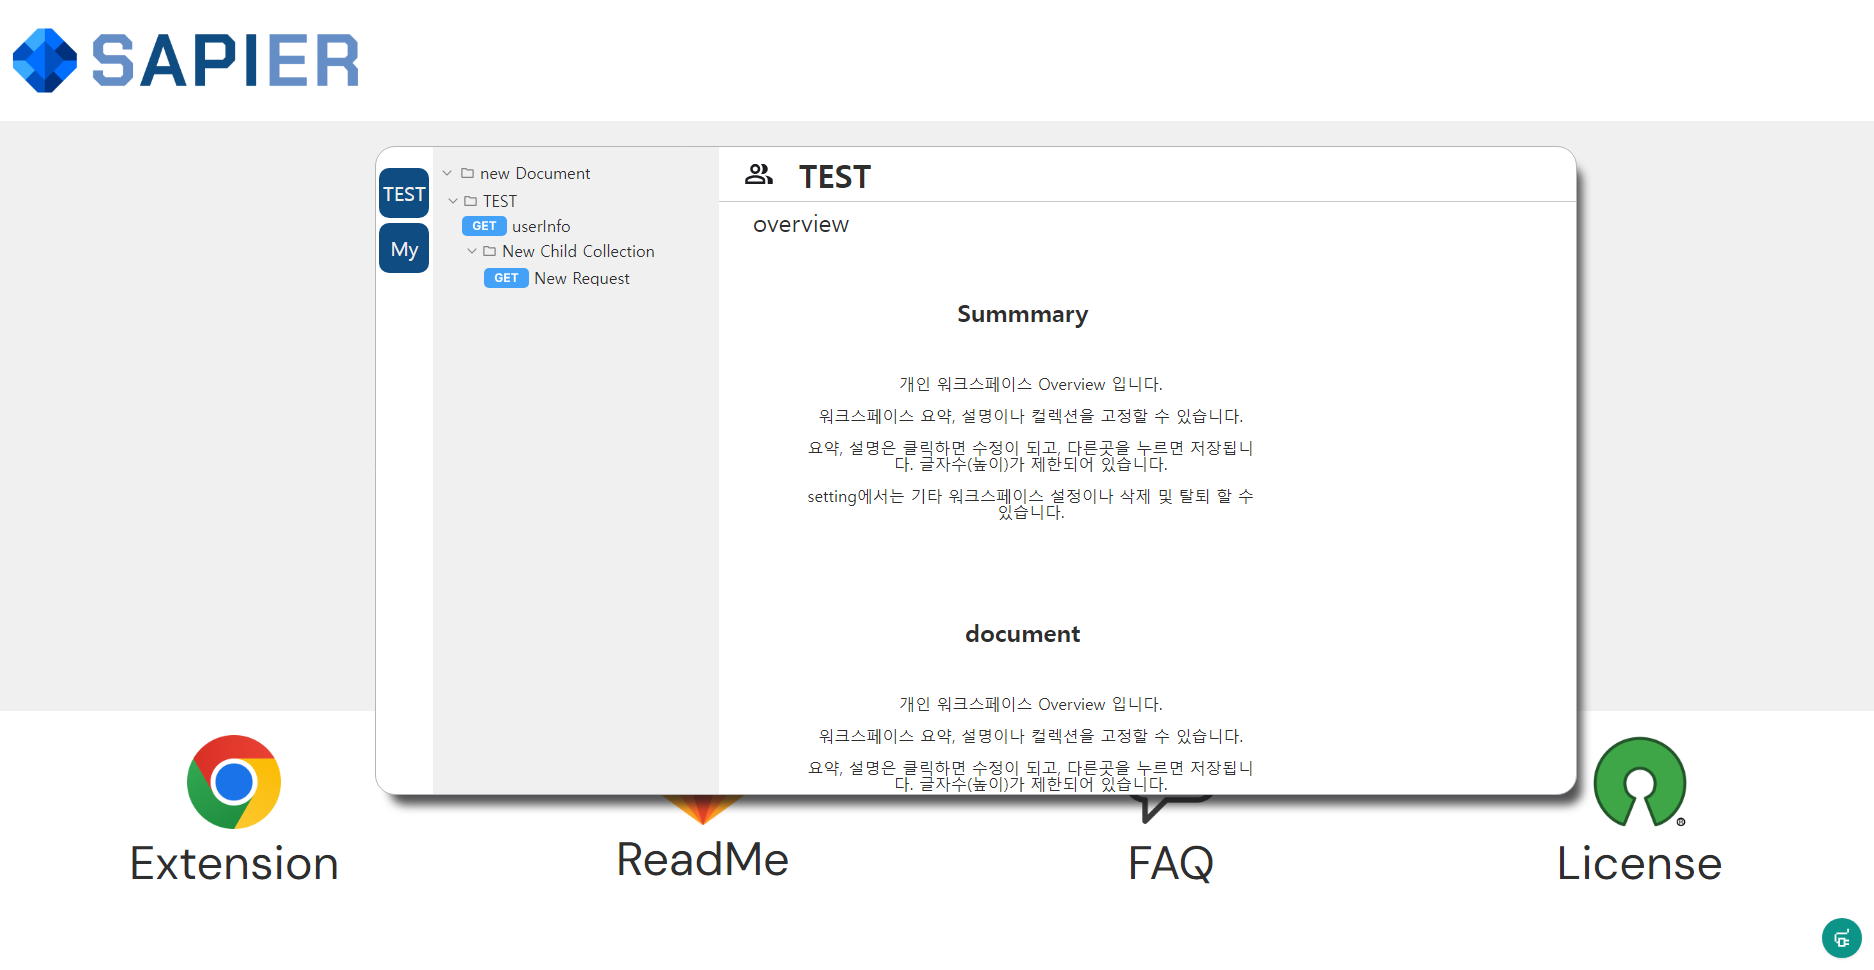 SAPIER
TEST
My
new Document
TEST
GET userInfo
New Child Collection
GET New Request
TEST
overview
Summmary
개인 워크스페이스 Overview 입니다.
워크스페이스 요약, 설명이나 컬렉션을 고정할 수 있습니다.
요약, 설명은 클릭하면 수정이 되고, 다른곳을 누르면 저장됩니
다. 글자수(높이)가 제한되어 있습니다.
setting에서는 기타 워크스페이스 설정이나 삭제 및 탈퇴 할 수
있습니다.
document
개인 워크스페이스 Overview 입니다.
워크스페이스 요약, 설명이나 컬렉션을 고정할 수 있습니다.
요약, 설명은 클릭하면 수정이 되고, 다른곳을 누르면 저장됩니
다. 글자수(높이)가 제한되어 있습니다.
Extension
ReadMe
FAQ
®
License